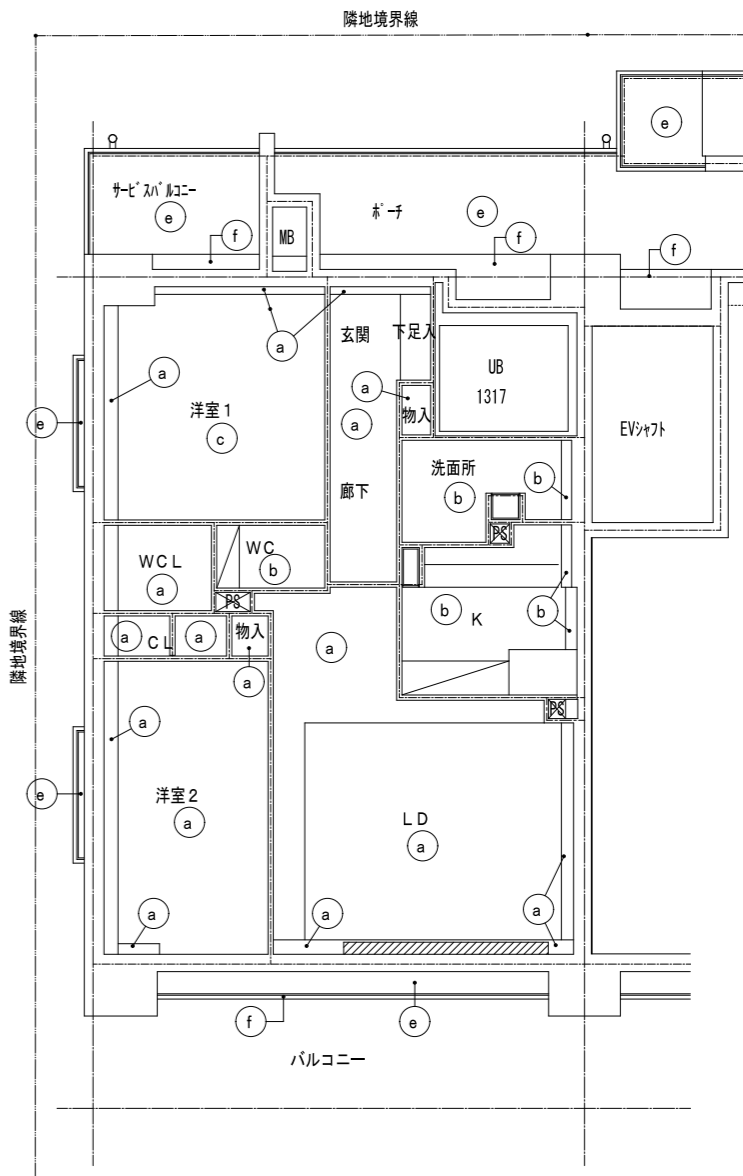 隣地境界線
e
サービスバルコニー
e
ポーチ
e
MB
f
f
f
a
玄関
下足入
UB
1317
a
a
物入
a
洋室1
c
e
EVシャフト
洗面所
b
b
廊下
PS
WCL
a
WC
b
PS
b
K
b
隣地境界線
a
CL
a
物入
a
a
PS
a
e
洋室2
a
LD
a
a
a
a
f
e
バルコニー